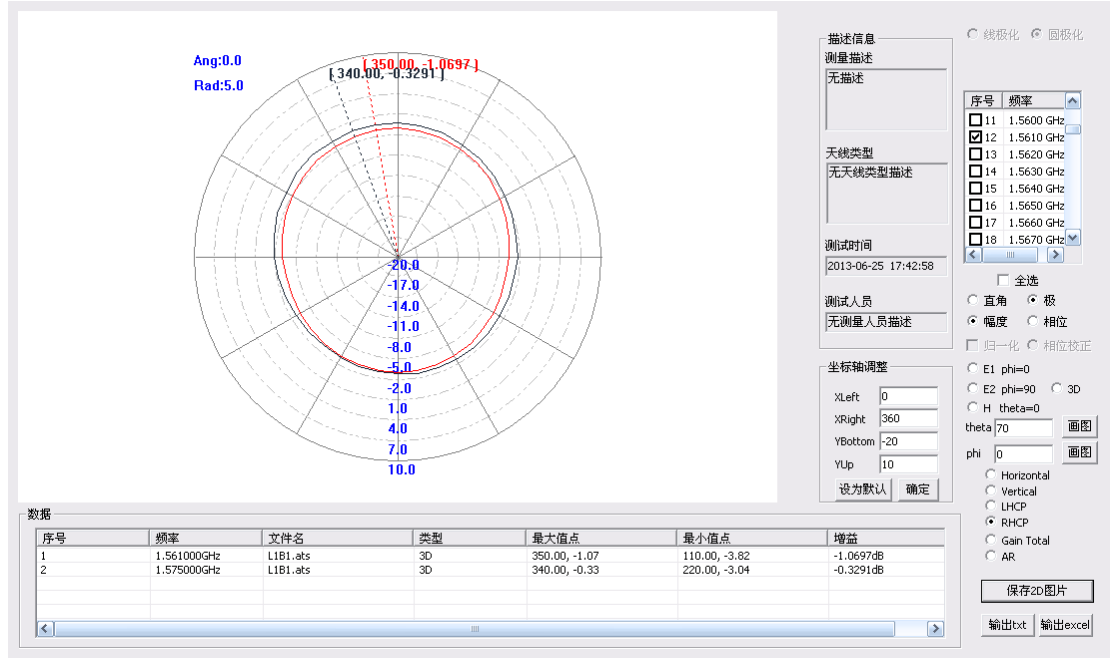 Ang:0.0
Rad:5.0
[ 350.00, -1.0697 ]
[ 340.00, -0.3291 ]
-20.0
-17.0
-14.0
-11.0
-8.0
-5.0
-2.0
1.0
4.0
7.0
10.0
描述信息
测量描述
无描述
天线类型
无天线类型描述
测试时间
2013-06-25 17:42:58
测试人员
无测量人员描述
坐标轴调整
XLeft 0
XRight 360
YBottom -20
YUp 10
设为默认 确定
线极化 圆极化
序号 频率
11 1.5600 GHz
12 1.5610 GHz
13 1.5620 GHz
14 1.5630 GHz
15 1.5640 GHz
16 1.5650 GHz
17 1.5660 GHz
18 1.5670 GHz
全选
直角 极
幅度 相位
归一化 相位校正
E1 phi=0
E2 phi=90 3D
H theta=0
theta 70 画图
phi 0 画图
Horizontal
Vertical
LHCP
RHCP
Gain Total
AR
保存2D图片
输出txt 输出excel
数据
序号 频率 文件名 类型 最大值点 最小值点 增益
1 1.561000GHz L1B1.ats 3D 350.00, -1.07 110.00, -3.82 -1.0697dB
2 1.575000GHz L1B1.ats 3D 340.00, -0.33 220.00, -3.04 -0.3291dB